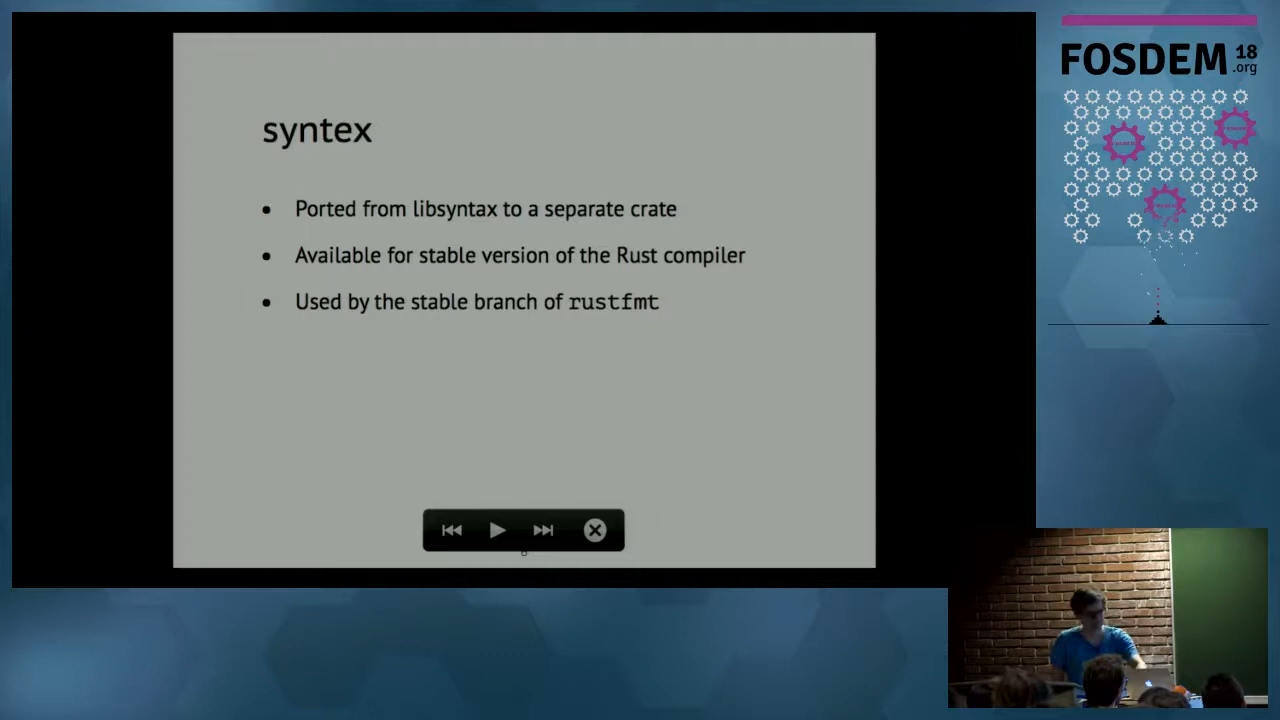 syntex
• Ported from libsyntax to a separate crate
• Available for stable version of the Rust compiler
• Used by the stable branch of rustfmt
FOSDEM 18
.org